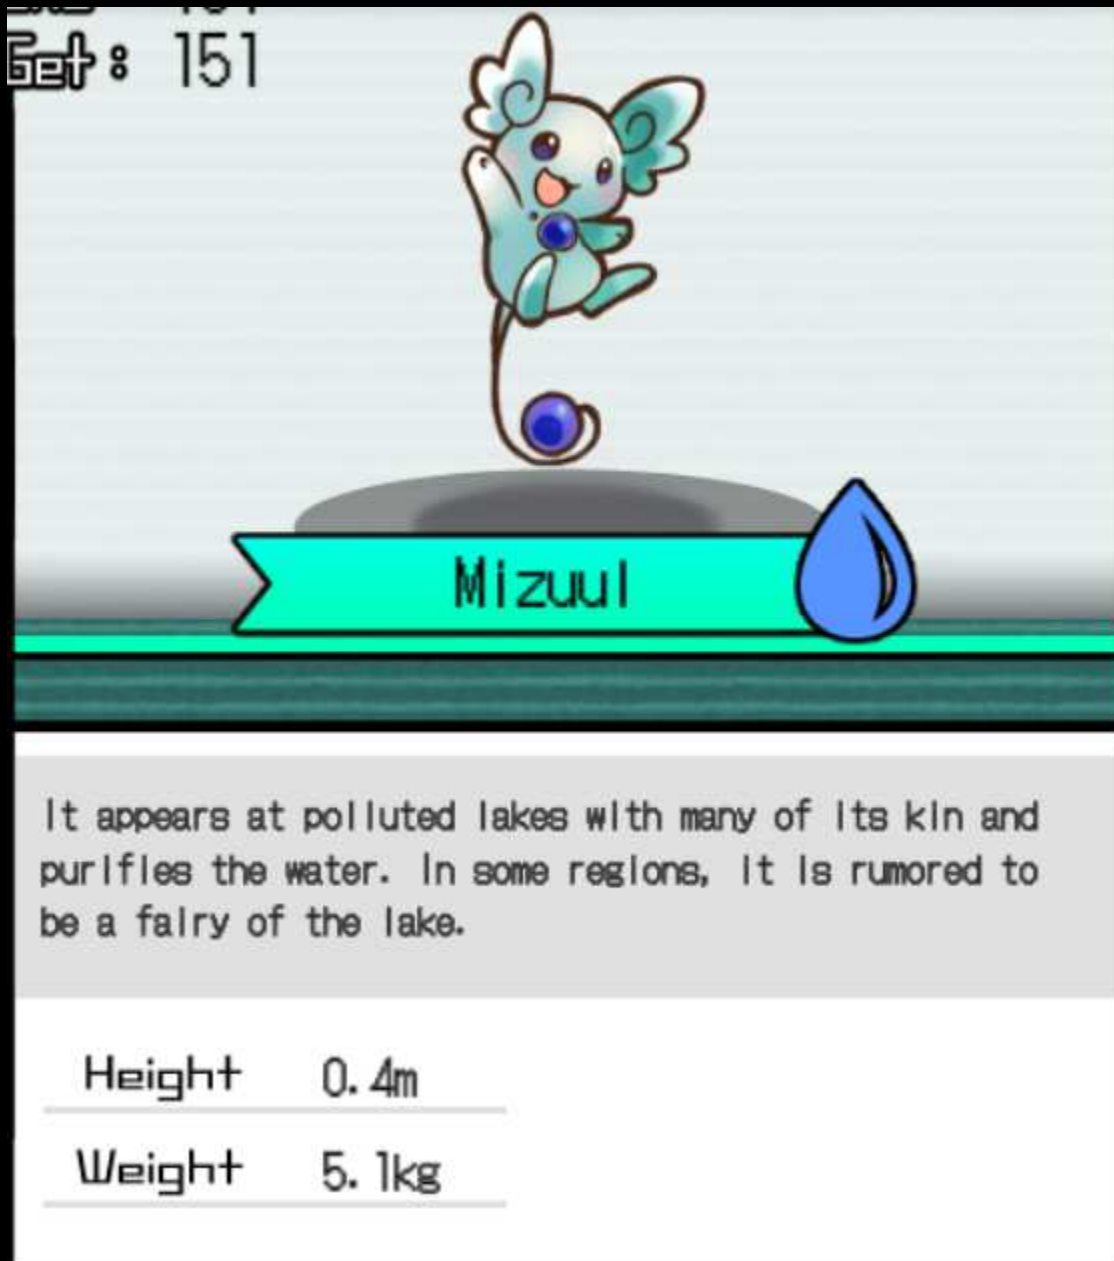 Get: 151
Mizuul
It appears at polluted lakes with many of its kin and
purifies the water. In some regions, it is rumored to
be a fairy of the lake.
Height 0.4m
Weight 5.1kg